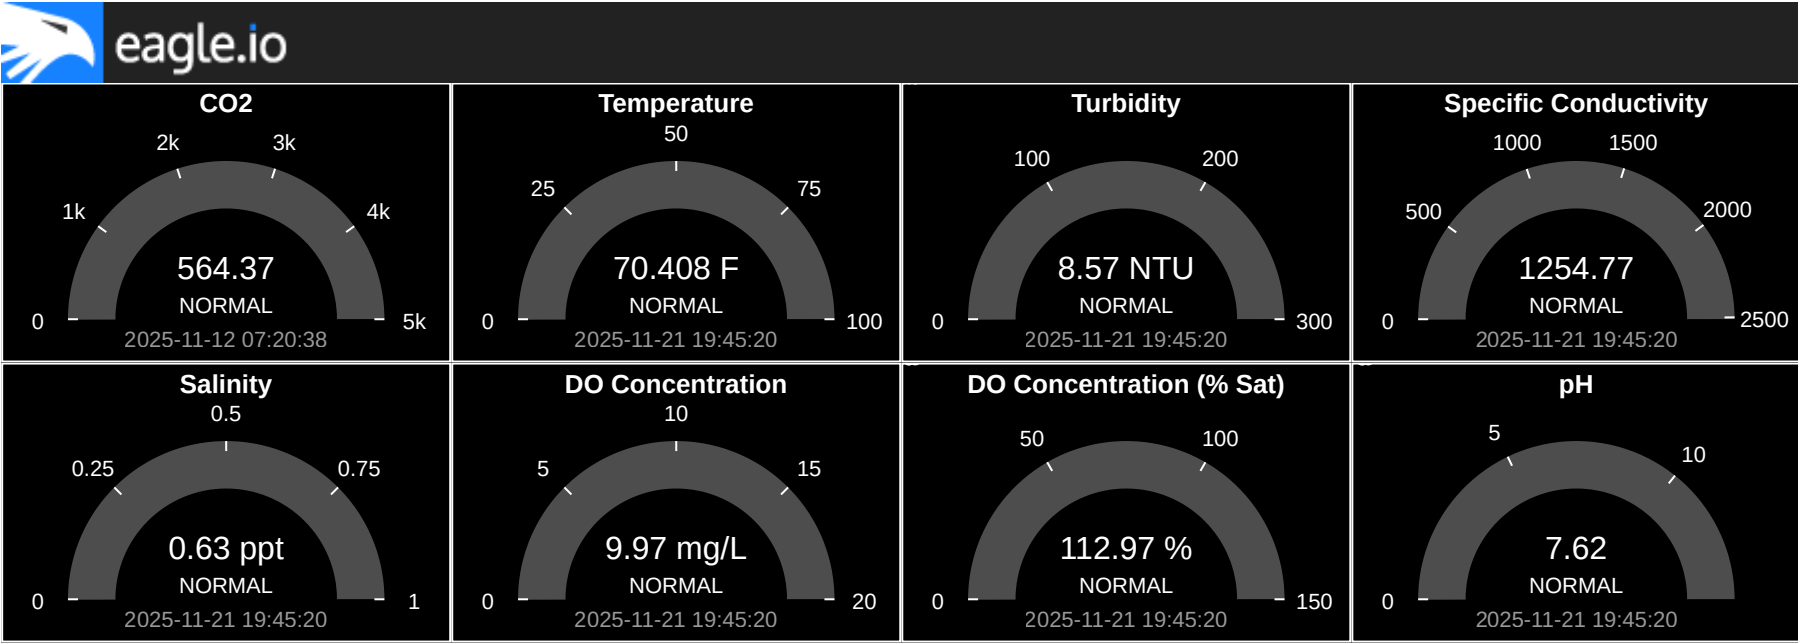 eagle.io
CO2
2k
3k
1k
4k
564.37
NORMAL
0
5k
2025-11-12 07:20:38
Temperature
50
25
75
70.408 F
NORMAL
0
100
2025-11-21 19:45:20
Turbidity
100
200
8.57 NTU
NORMAL
0
300
2025-11-21 19:45:20
Specific Conductivity
1000
1500
500
2000
1254.77
NORMAL
0
2500
2025-11-21 19:45:20
Salinity
0.5
0.25
0.75
0.63 ppt
NORMAL
0
1
2025-11-21 19:45:20
DO Concentration
10
5
15
9.97 mg/L
NORMAL
0
20
2025-11-21 19:45:20
DO Concentration (% Sat)
50
100
112.97 %
NORMAL
0
150
2025-11-21 19:45:20
pH
5
10
7.62
NORMAL
0
2025-11-21 19:45:20